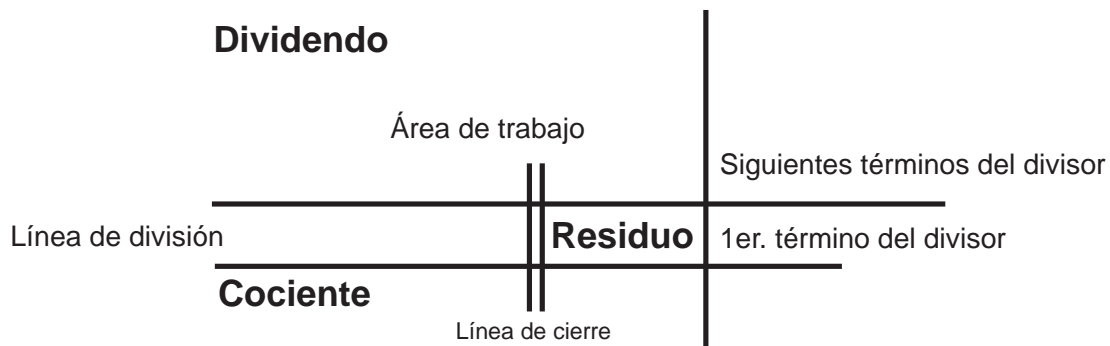 Dividendo
Área de trabajo
Siguientes términos del divisor
Línea de división
Residuo
1er. término del divisor
Cociente
Línea de cierre